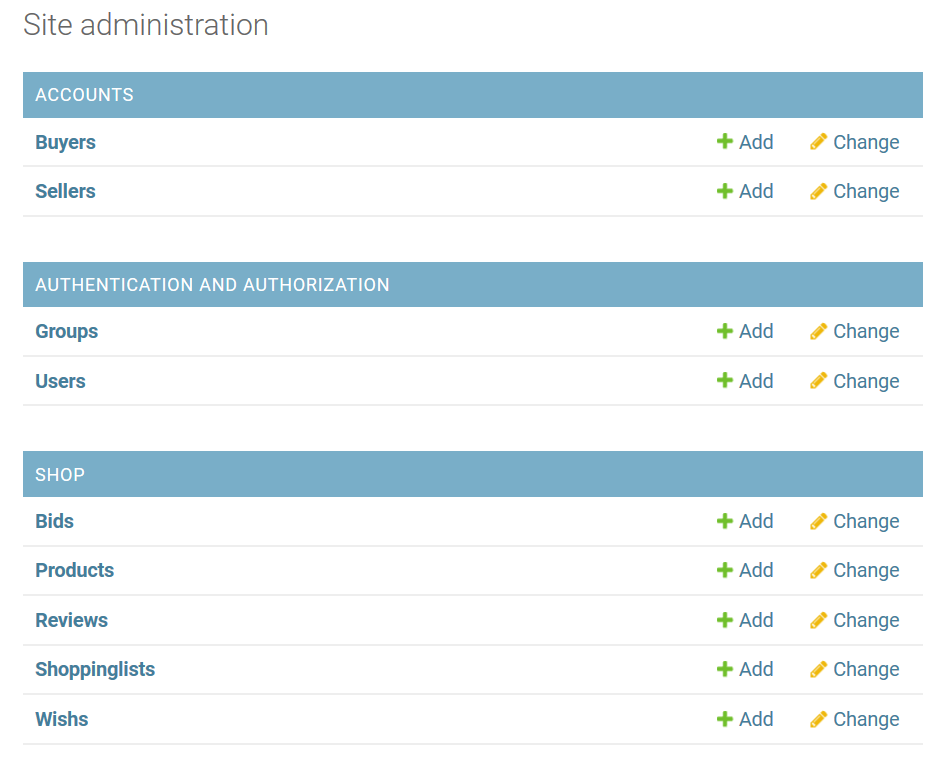 Site administration
ACCOUNTS
Buyers Add Change
Sellers Add Change
AUTHENTICATION AND AUTHORIZATION
Groups Add Change
Users Add Change
SHOP
Bids Add Change
Products Add Change
Reviews Add Change
Shoppinglists Add Change
Wishs Add Change